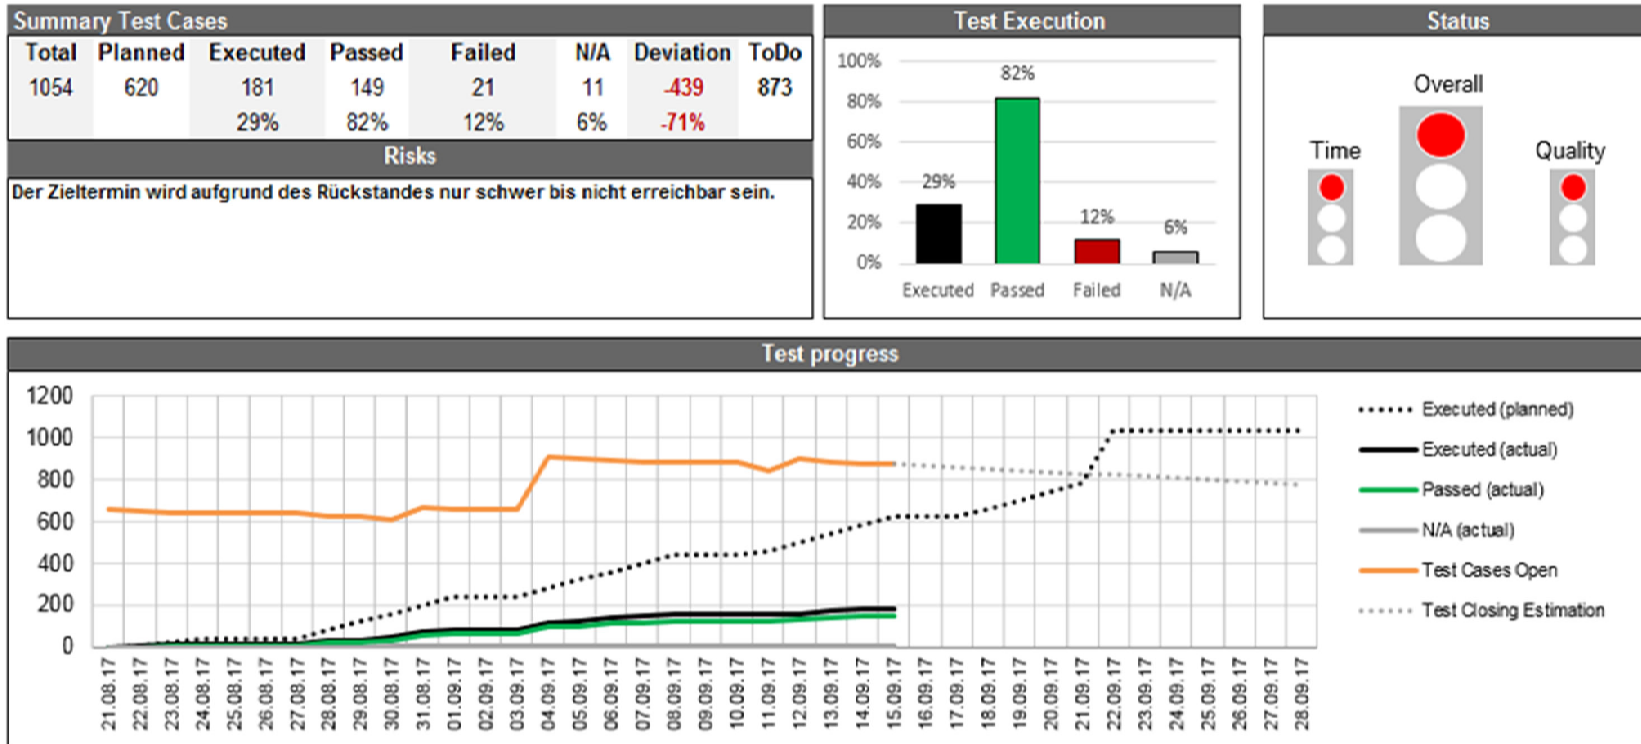 Summary Test Cases
Total Planned Executed Passed Failed N/A Deviation ToDo
1054 620 181 149 21 11 -439 873
29% 82% 12% 6% -71%
Risks
Der Zieltermin wird aufgrund des Rückstandes nur schwer bis nicht erreichbar sein.
Test Execution
100%
80%
60%
40%
20%
0%
29%
82%
12%
6%
Executed Passed Failed N/A
Status
Overall
Time
Quality
Test progress
1200
1000
800
600
400
200
0
21.08.17
22.08.17
23.08.17
24.08.17
25.08.17
26.08.17
27.08.17
28.08.17
29.08.17
30.08.17
31.08.17
01.09.17
02.09.17
03.09.17
04.09.17
05.09.17
06.09.17
07.09.17
08.09.17
09.09.17
10.09.17
11.09.17
12.09.17
13.09.17
14.09.17
15.09.17
16.09.17
17.09.17
18.09.17
19.09.17
20.09.17
21.09.17
22.09.17
23.09.17
24.09.17
25.09.17
26.09.17
27.09.17
28.09.17
Executed (planned)
Executed (actual)
Passed (actual)
N/A (actual)
Test Cases Open
Test Closing Estimation